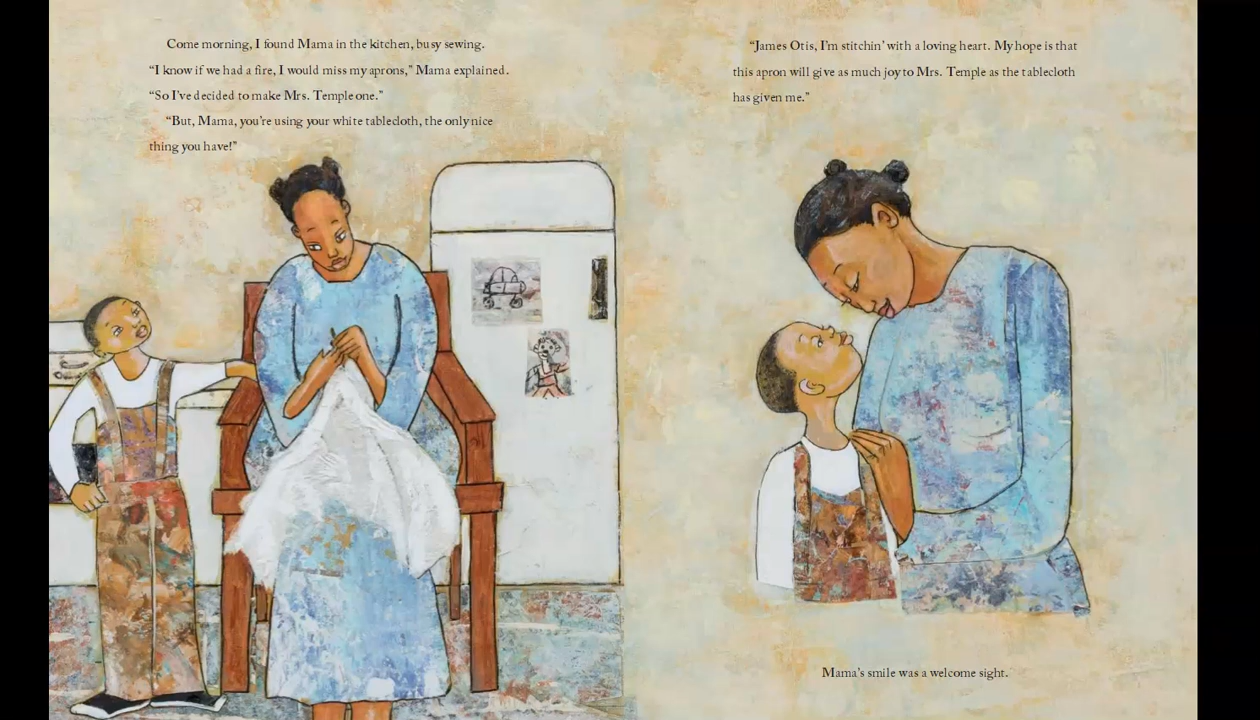 Come morning, I found Mama in the kitchen, busy sewing.
“I know if we had a fire, I would miss my aprons,” Mama explained.
“So I’ve decided to make Mrs. Temple one.”
“But, Mama, you’re using your white tablecloth, the only nice
thing you have!”
“James Otis, I’m stitchin’ with a loving heart. My hope is that
this apron will give as much joy to Mrs. Temple as the tablecloth
has given me.”
Mama’s smile was a welcome sight.